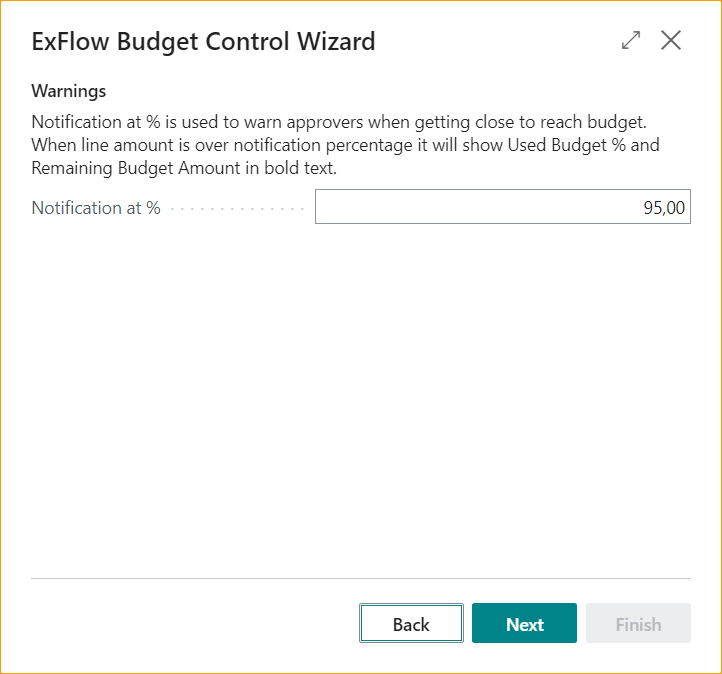 ExFlow Budget Control Wizard
Warnings
Notification at % is used to warn approvers when getting close to reach budget.
When line amount is over notification percentage it will show Used Budget % and
Remaining Budget Amount in bold text.
Notification at % 95,00
Back Next Finish